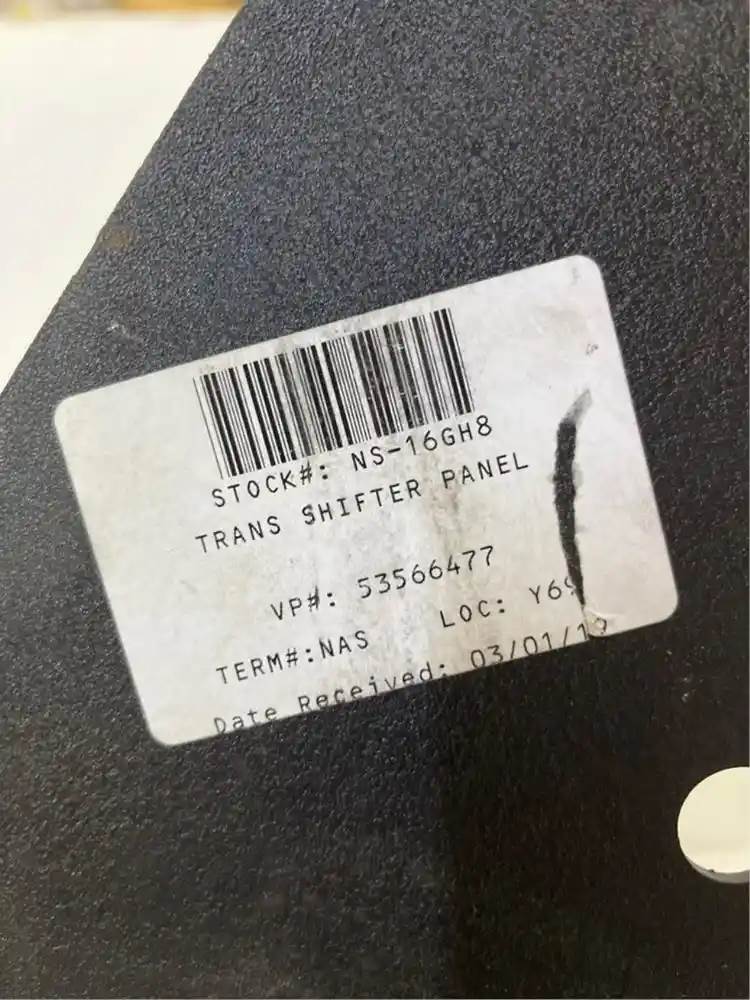 STOCK#: NS-16GH8
TRANS SHIFTER PANEL
VP#: 53566477
TERM#:NAS LOC:
Date Received: